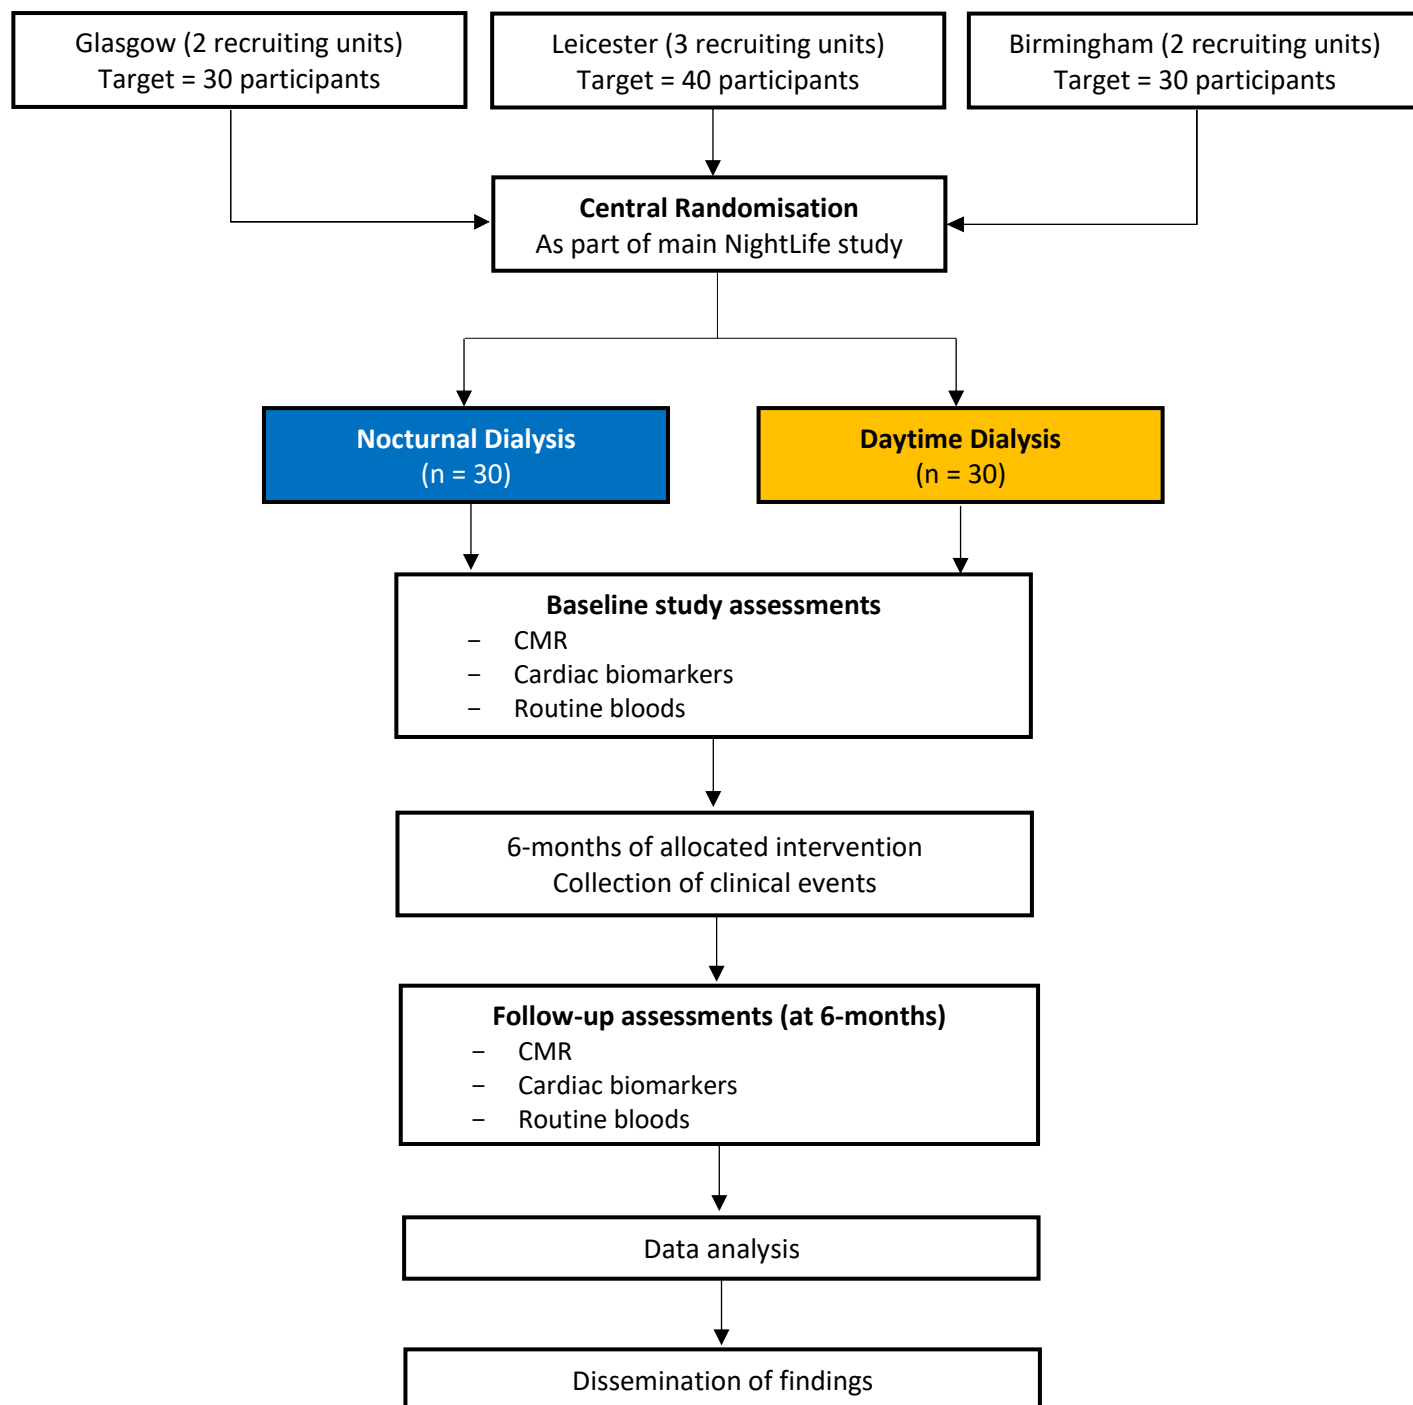 Glasgow (2 recruiting units)
Target = 30 participants
Leicester (3 recruiting units)
Target = 40 participants
Birmingham (2 recruiting units)
Target = 30 participants
Central Randomisation
As part of main NightLife study
Nocturnal Dialysis
(n = 30)
Daytime Dialysis
(n = 30)
Baseline study assessments
− CMR
− Cardiac biomarkers
− Routine bloods
6-months of allocated intervention
Collection of clinical events
Follow-up assessments (at 6-months)
− CMR
− Cardiac biomarkers
− Routine bloods
Data analysis
Dissemination of findings